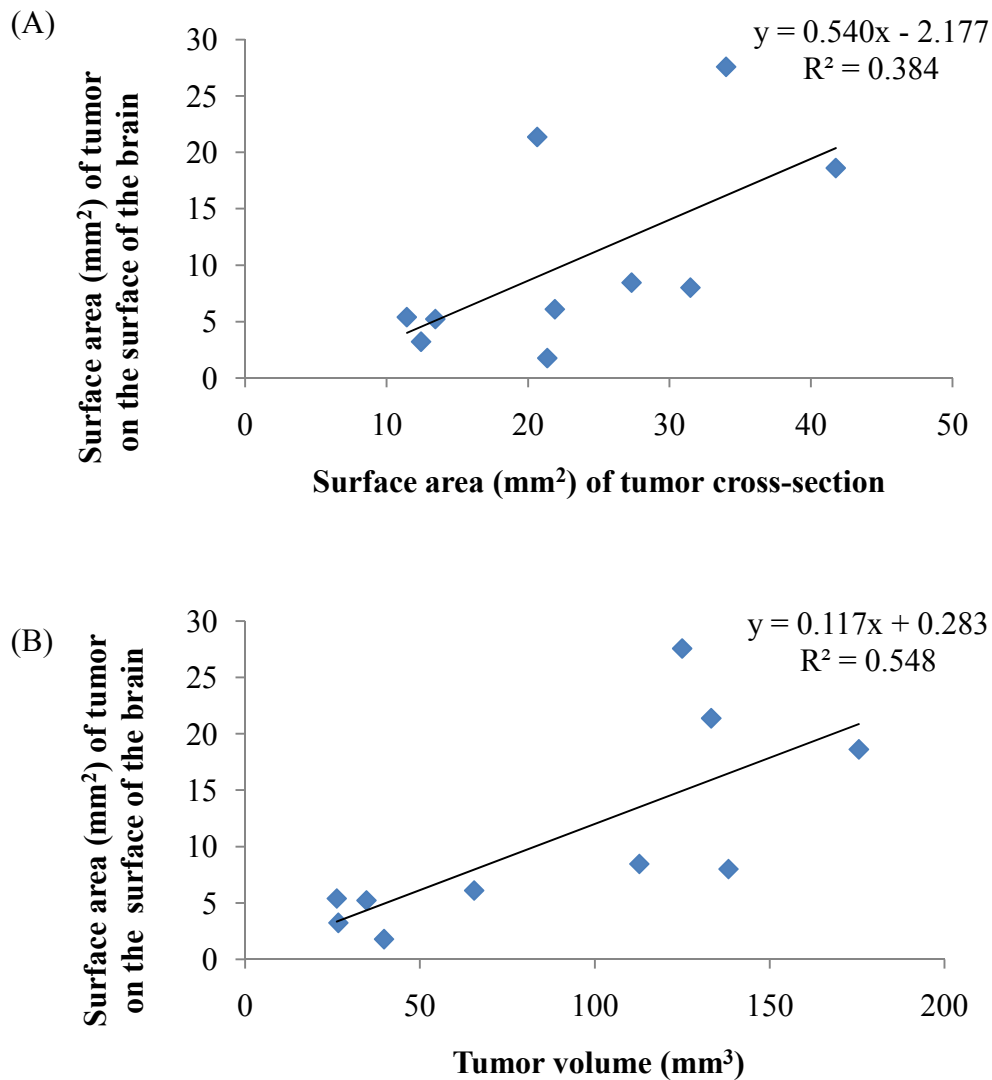 (A)
y = 0.540x - 2.177
R² = 0.384
Surface area (mm²) of tumor
on the surface of the brain
30
25
20
15
10
5
0
0 10 20 30 40 50
Surface area (mm²) of tumor cross-section
(B)
y = 0.117x + 0.283
R² = 0.548
Surface area (mm²) of tumor
on the surface of the brain
30
25
20
15
10
5
0
0 50 100 150 200
Tumor volume (mm³)